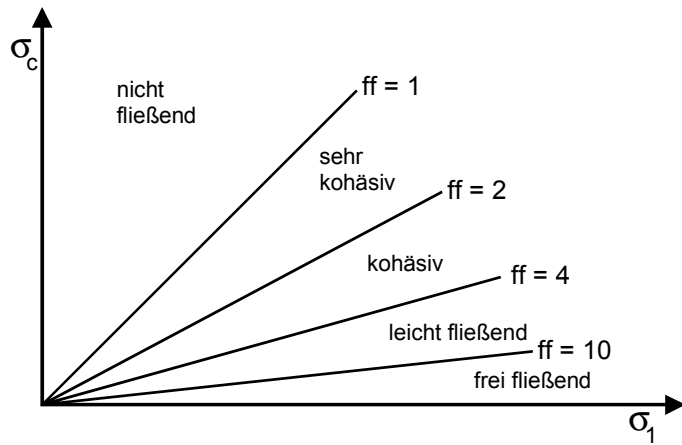 σc
nicht
fließend
ff = 1
sehr
kohäsiv
ff = 2
kohäsiv
ff = 4
leicht fließend
ff = 10
frei fließend
σ1